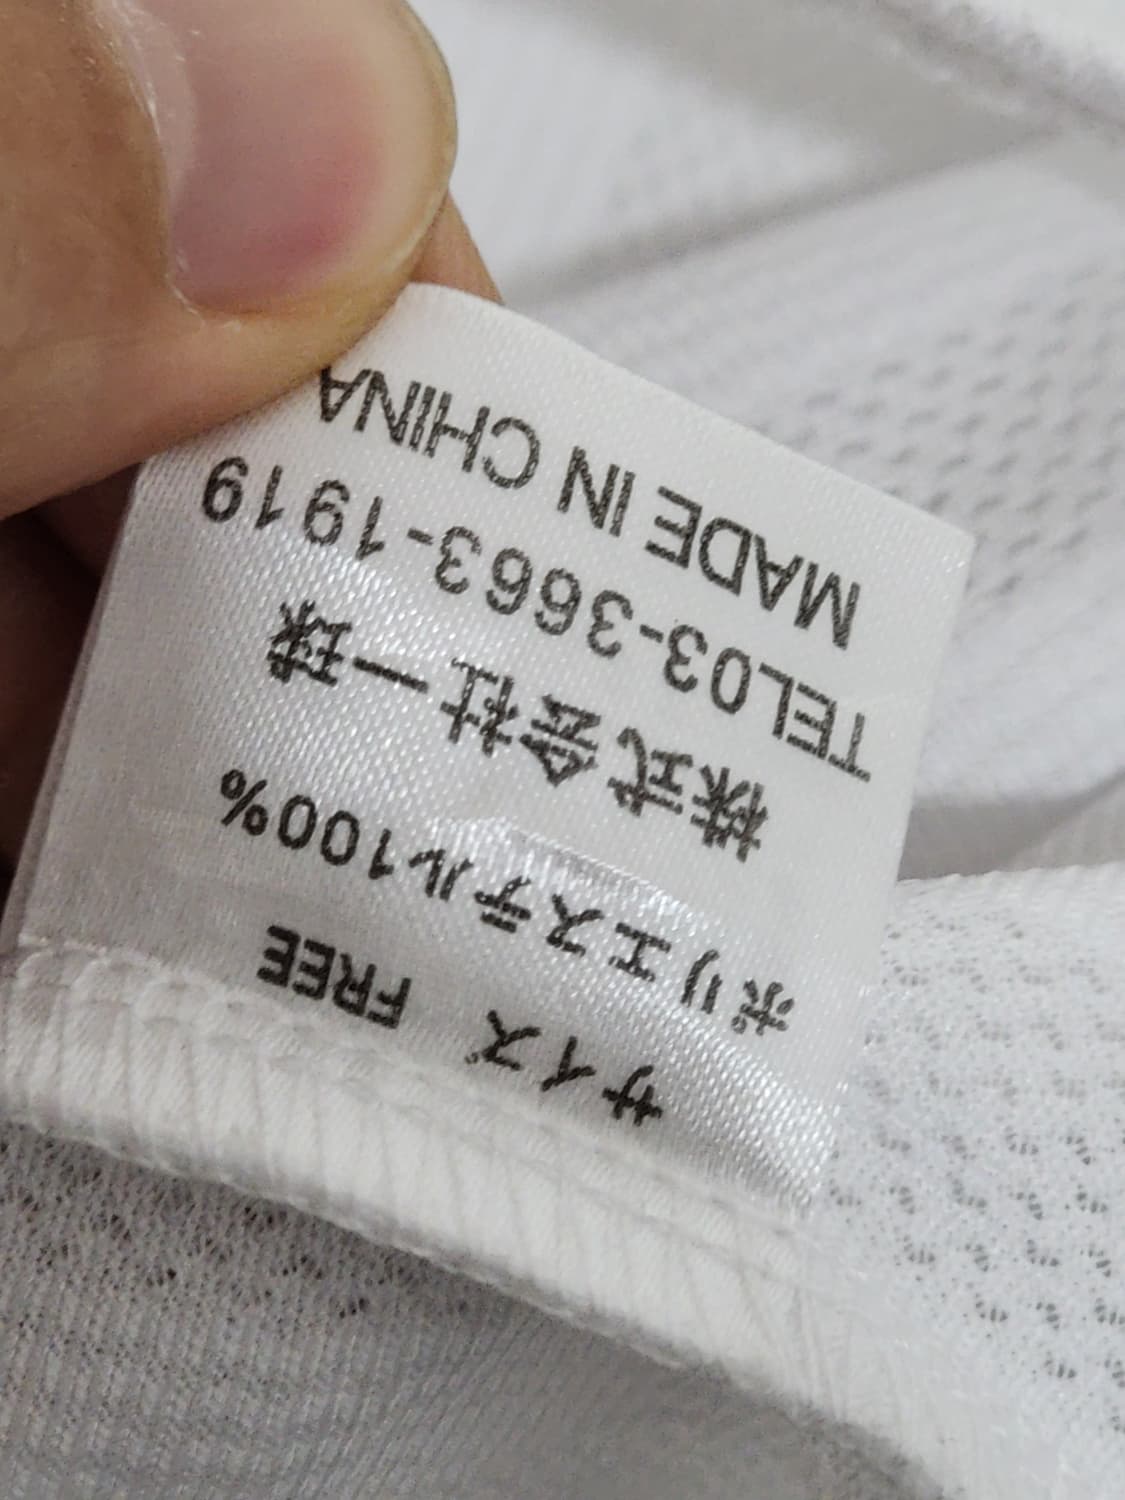 サイズ FREE
ポリエステル100%
株式会社一球
TEL03-3663-1919
MADE IN CHINA